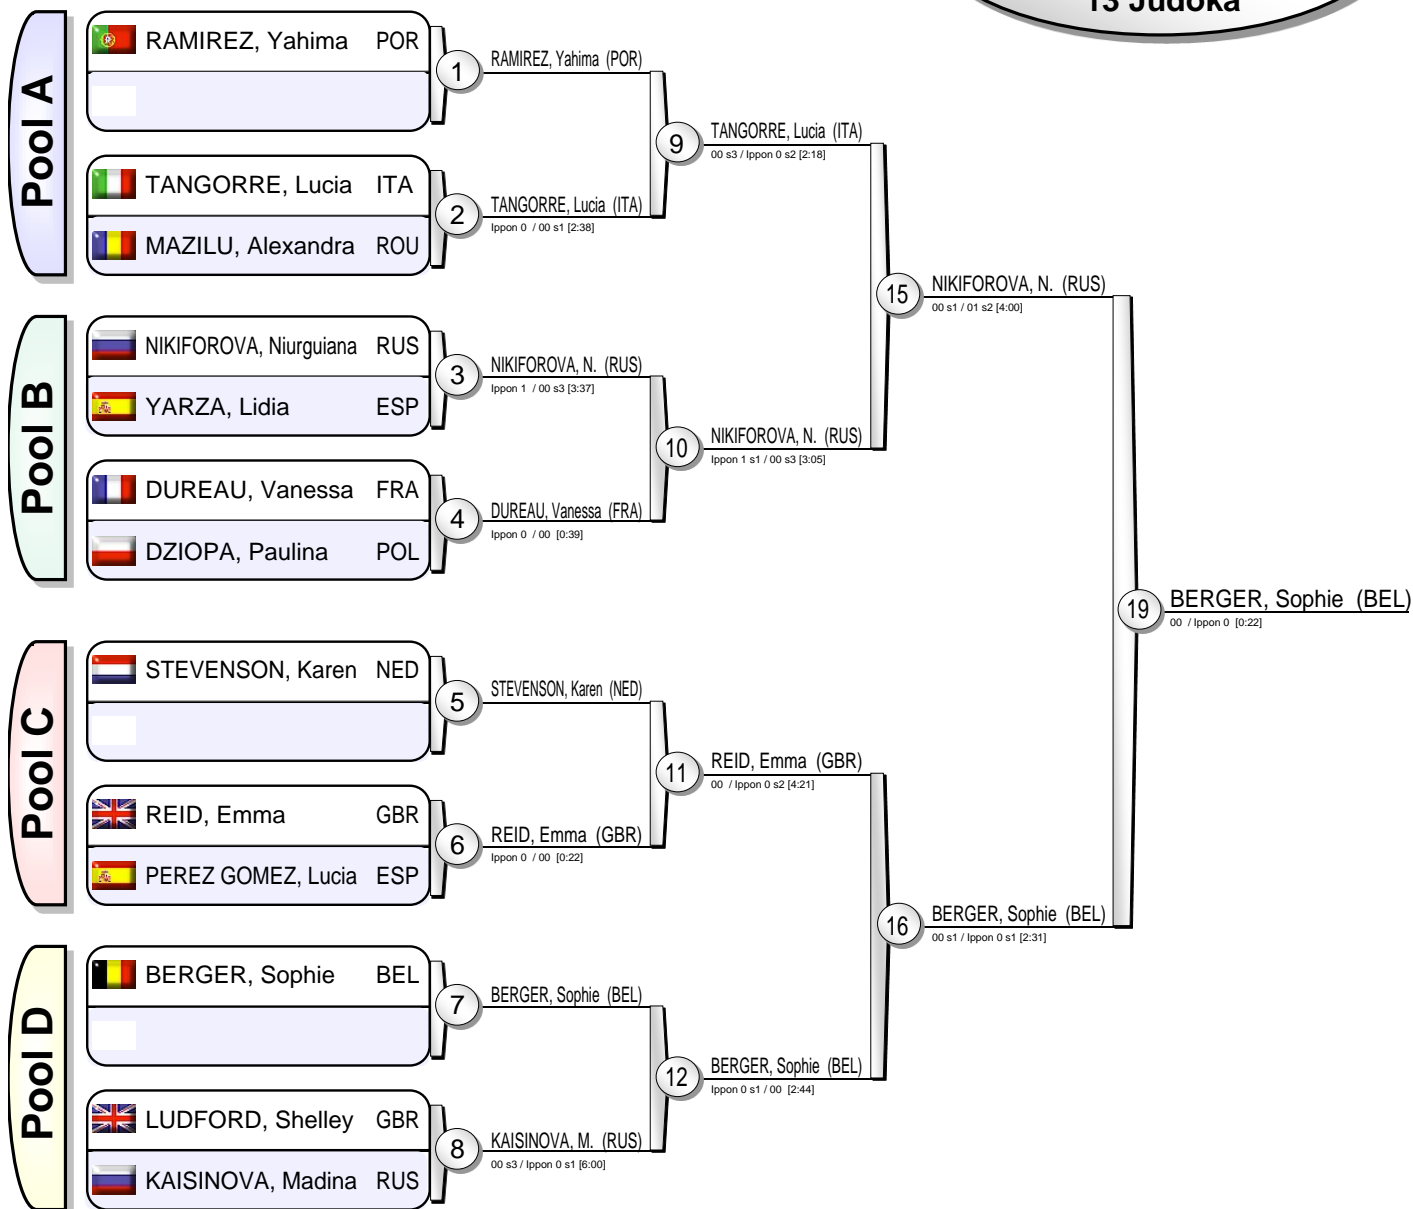 13 Judoka
Pool A
RAMIREZ, Yahima POR
1
RAMIREZ, Yahima (POR)
TANGORRE, Lucia ITA
MAZILU, Alexandra ROU
2
TANGORRE, Lucia (ITA)
Ippon 0 / 00 s1 [2:38]
9
TANGORRE, Lucia (ITA)
00 s3 / Ippon 0 s2 [2:18]
Pool B
NIKIFOROVA, Niurguiana RUS
YARZA, Lidia ESP
3
NIKIFOROVA, N. (RUS)
Ippon 1 / 00 s3 [3:37]
DUREAU, Vanessa FRA
DZIOPA, Paulina POL
4
DUREAU, Vanessa (FRA)
Ippon 0 / 00 [0:39]
10
NIKIFOROVA, N. (RUS)
Ippon 1 s1 / 00 s3 [3:05]
15
NIKIFOROVA, N. (RUS)
00 s1 / 01 s2 [4:00]
Pool C
STEVENSON, Karen NED
5
STEVENSON, Karen (NED)
REID, Emma GBR
PEREZ GOMEZ, Lucia ESP
6
REID, Emma (GBR)
Ippon 0 / 00 [0:22]
11
REID, Emma (GBR)
00 / Ippon 0 s2 [4:21]
Pool D
BERGER, Sophie BEL
7
BERGER, Sophie (BEL)
LUDFORD, Shelley GBR
KAISINOVA, Madina RUS
8
KAISINOVA, M. (RUS)
00 s3 / Ippon 0 s1 [6:00]
12
BERGER, Sophie (BEL)
Ippon 0 s1 / 00 [2:44]
16
BERGER, Sophie (BEL)
00 s1 / Ippon 0 s1 [2:31]
19
BERGER, Sophie (BEL)
00 / Ippon 0 [0:22]